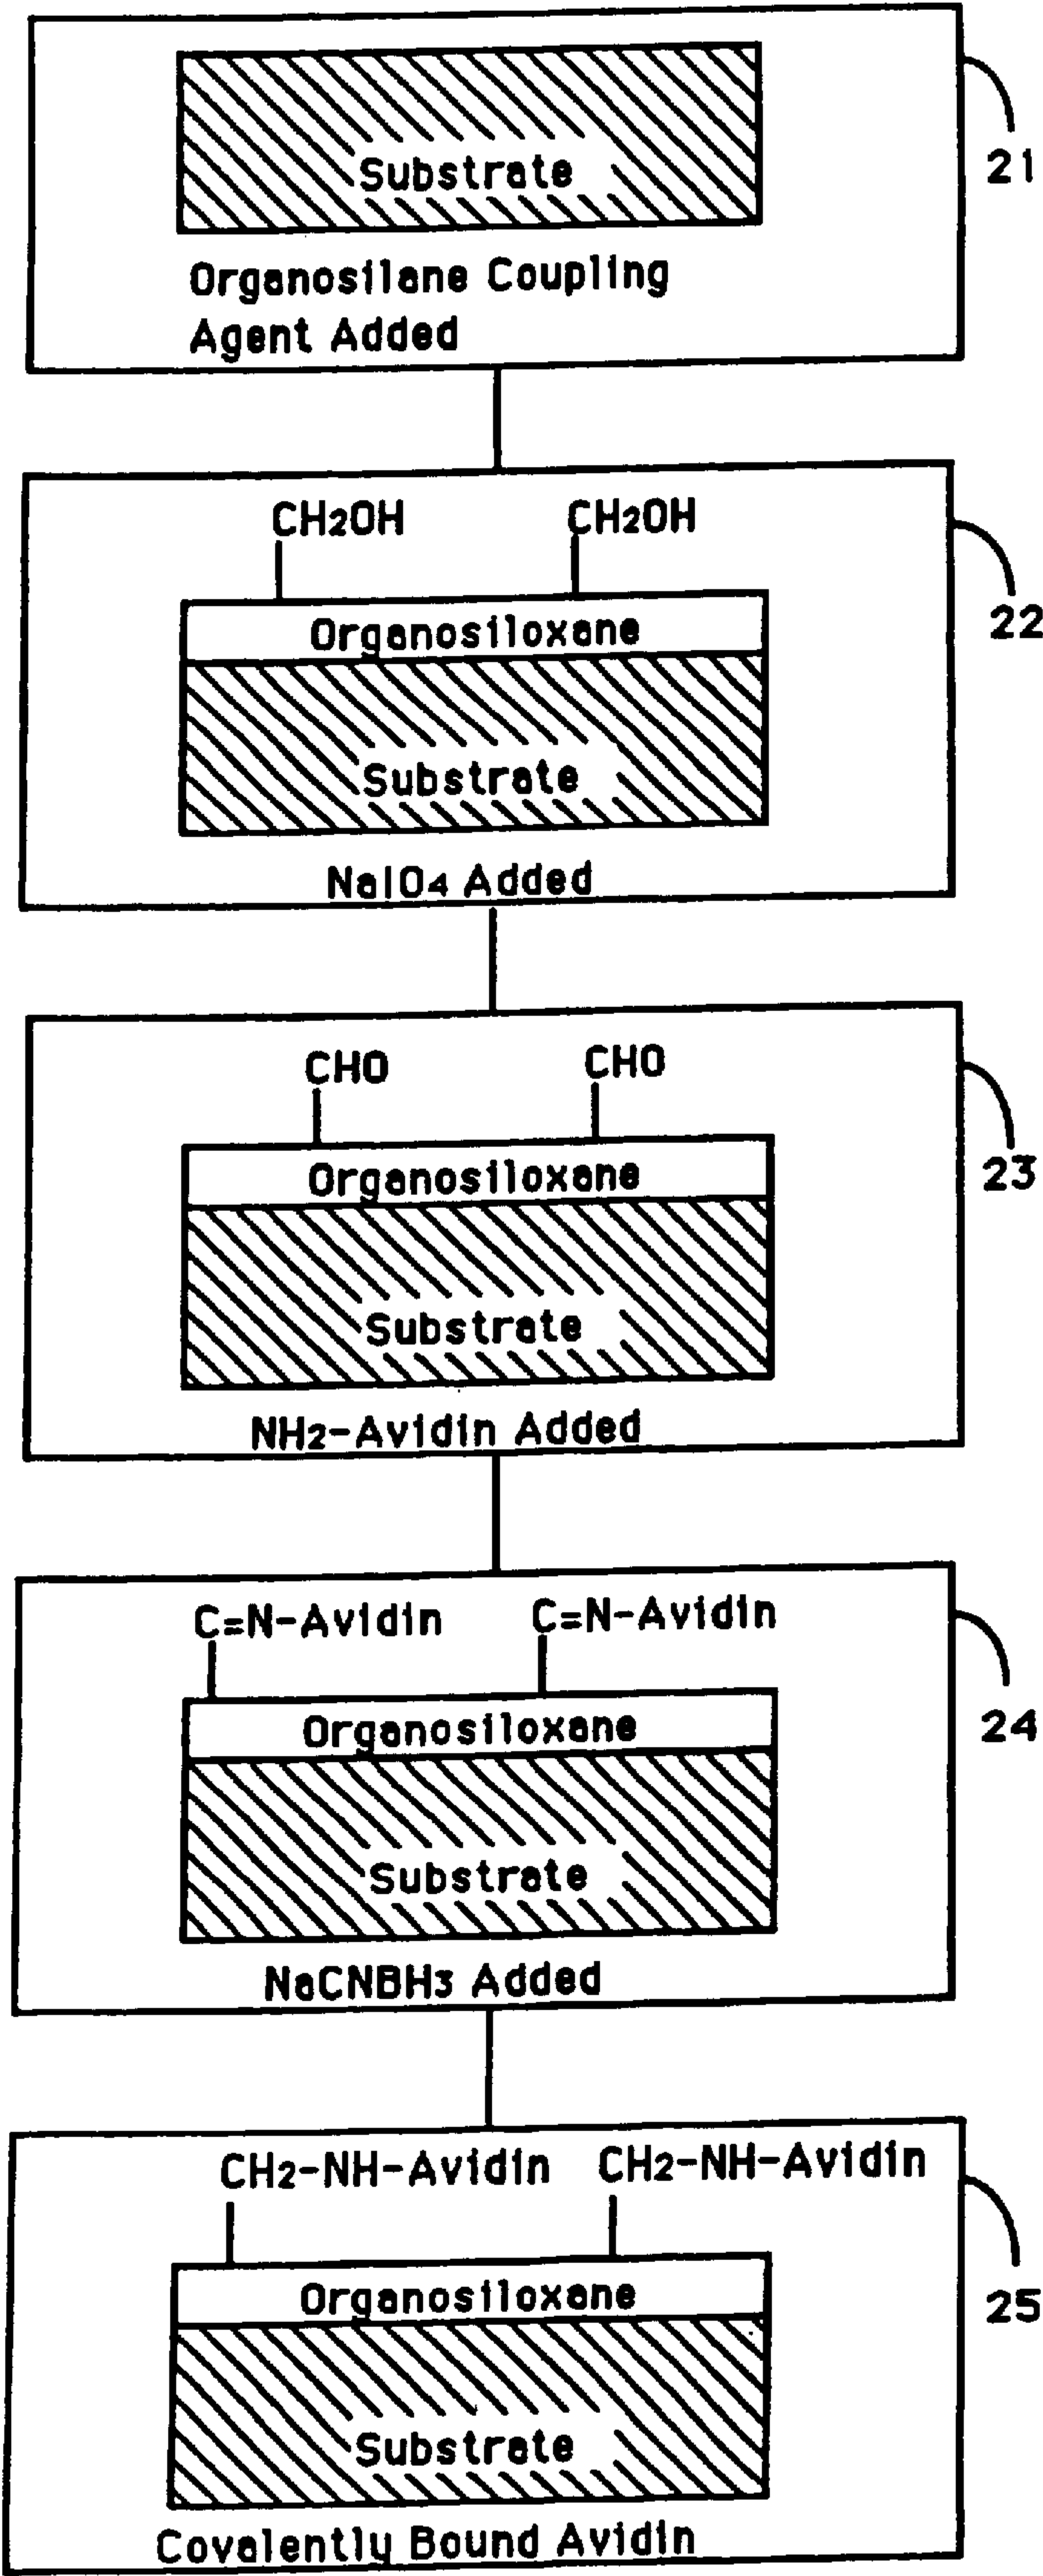 Substrate
Organosilane Coupling
Agent Added
21
CH2OH CH2OH
Organosiloxane
Substrate
NaIO4 Added
22
CHO CHO
Organosiloxane
Substrate
NH2-Avidin Added
23
C=N-Avidin C=N-Avidin
Organosiloxane
Substrate
NaCNBH3 Added
24
CH2-NH-Avidin CH2-NH-Avidin
Organosiloxane
Substrate
Covalently Bound Avidin
25